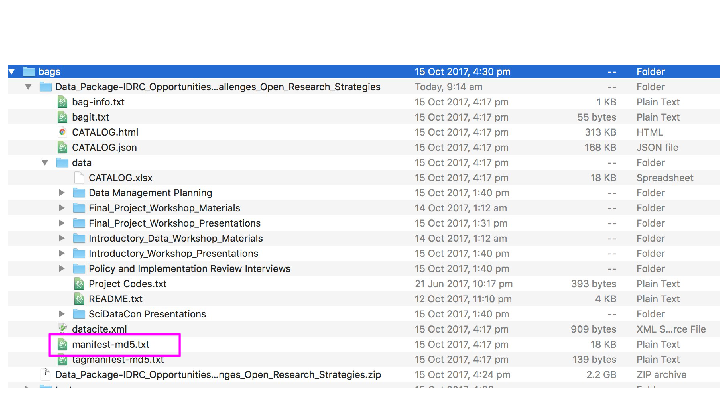 bags 15 Oct 2017, 4:30 pm -- Folder
Data_Package-IDRC_Opportunities...allenges_Open_Research_Strategies Today, 9:14 am -- Folder
bag-info.txt 15 Oct 2017, 4:17 pm 1 KB Plain Text
bagit.txt 15 Oct 2017, 4:17 pm 55 bytes Plain Text
CATALOG.html 15 Oct 2017, 4:17 pm 313 KB HTML
CATALOG.json 15 Oct 2017, 4:17 pm 168 KB JSON file
data 15 Oct 2017, 4:17 pm -- Folder
CATALOG.xlsx 15 Oct 2017, 4:17 pm 18 KB Spreadsheet
Data Management Planning 15 Oct 2017, 1:40 pm -- Folder
Final_Project_Workshop_Materials 14 Oct 2017, 1:12 am -- Folder
Final_Project_Workshop_Presentations 15 Oct 2017, 1:31 pm -- Folder
Introductory_Data_Workshop_Materials 14 Oct 2017, 1:12 am -- Folder
Introductory_Workshop_Presentations 15 Oct 2017, 1:40 pm -- Folder
Policy and Implementation Review Interviews 15 Oct 2017, 1:40 pm -- Folder
Project Codes.txt 21 Jun 2017, 10:17 pm 393 bytes Plain Text
README.txt 12 Oct 2017, 11:10 pm 4 KB Plain Text
SciDataCon Presentations 15 Oct 2017, 1:40 pm -- Folder
datacite.xml 15 Oct 2017, 4:17 pm 909 bytes XML S...rce File
manifest-md5.txt 15 Oct 2017, 4:17 pm 18 KB Plain Text
tagmanifest-md5.txt 15 Oct 2017, 4:17 pm 139 bytes Plain Text
Data_Package-IDRC_Opportunities...nges_Open_Research_Strategies.zip 15 Oct 2017, 4:24 pm 2.2 GB ZIP archive